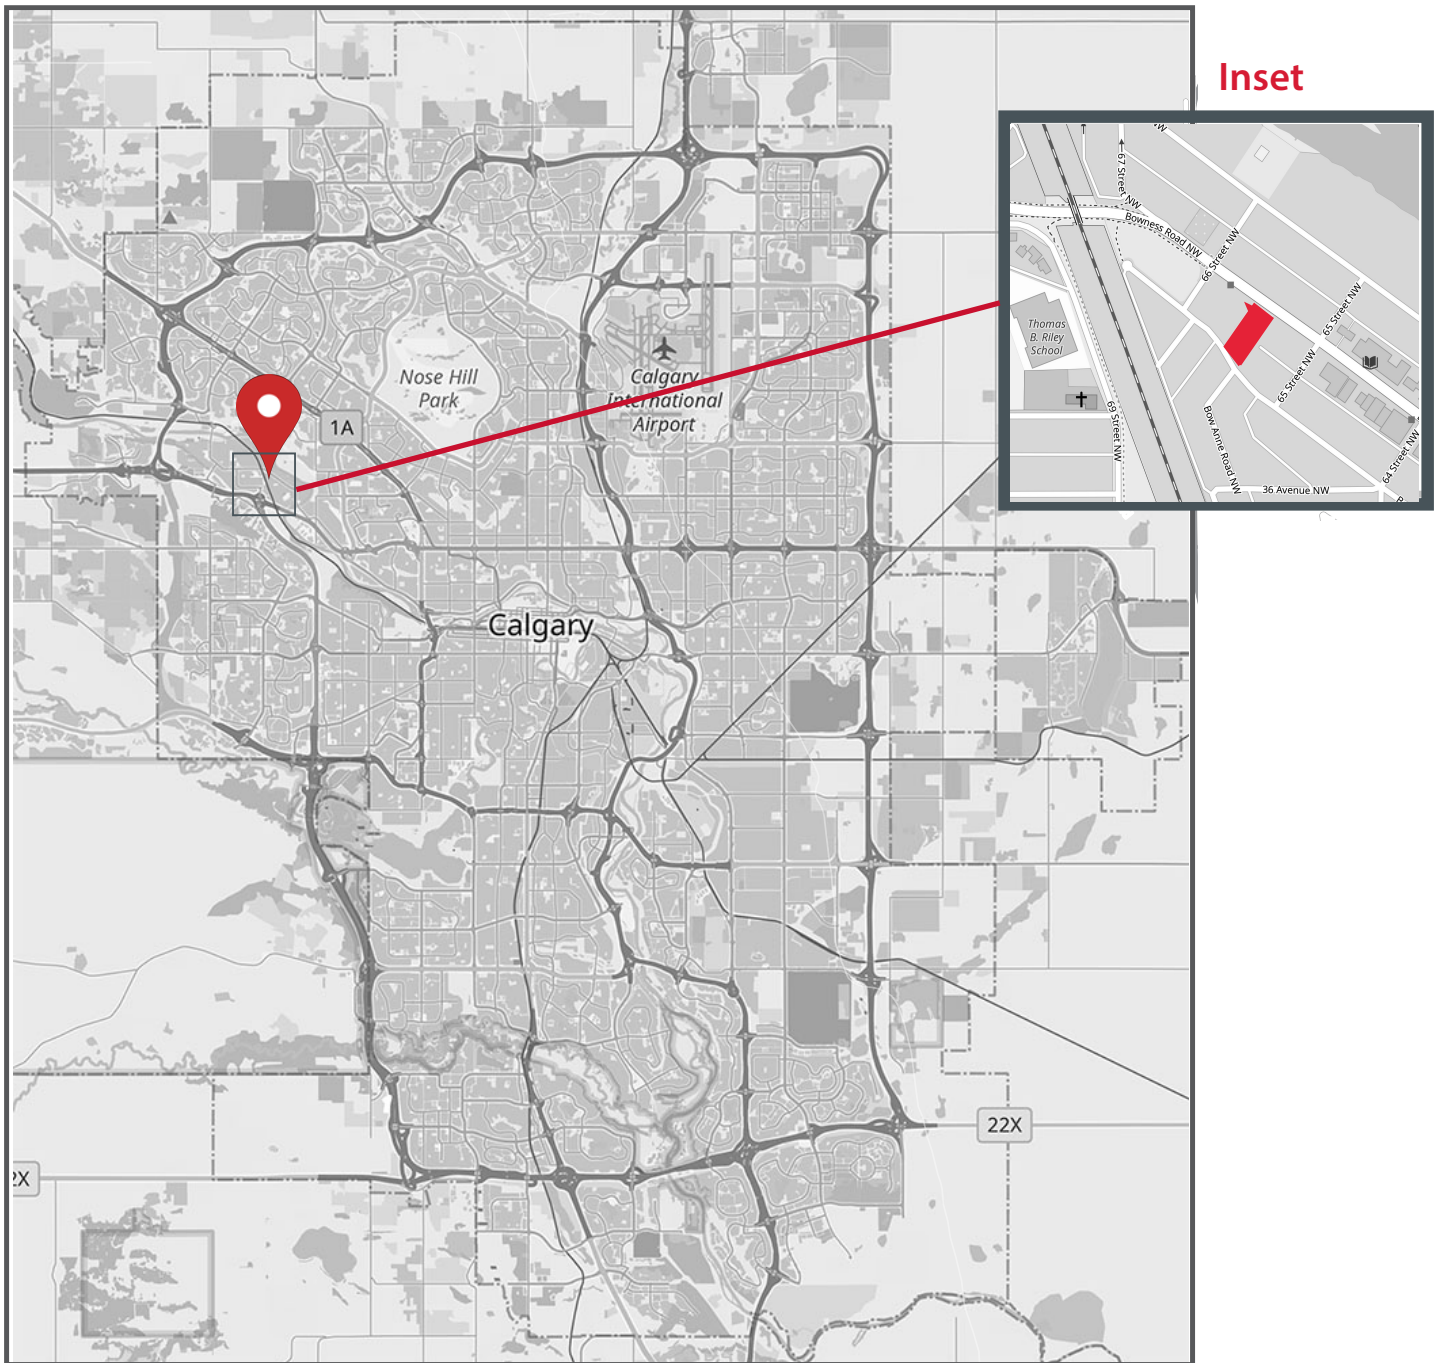 Inset
NW
67 Street NW
Bowness Road NW
66 Street NW
65 Street NW
Thomas
B. Riley
School
65 Street NW
69 Street NW
Bow Anne Road NW
64 Street NW
36 Avenue NW
Nose Hill
Park
Calgary
International
Airport
1A
Calgary
22X
2X